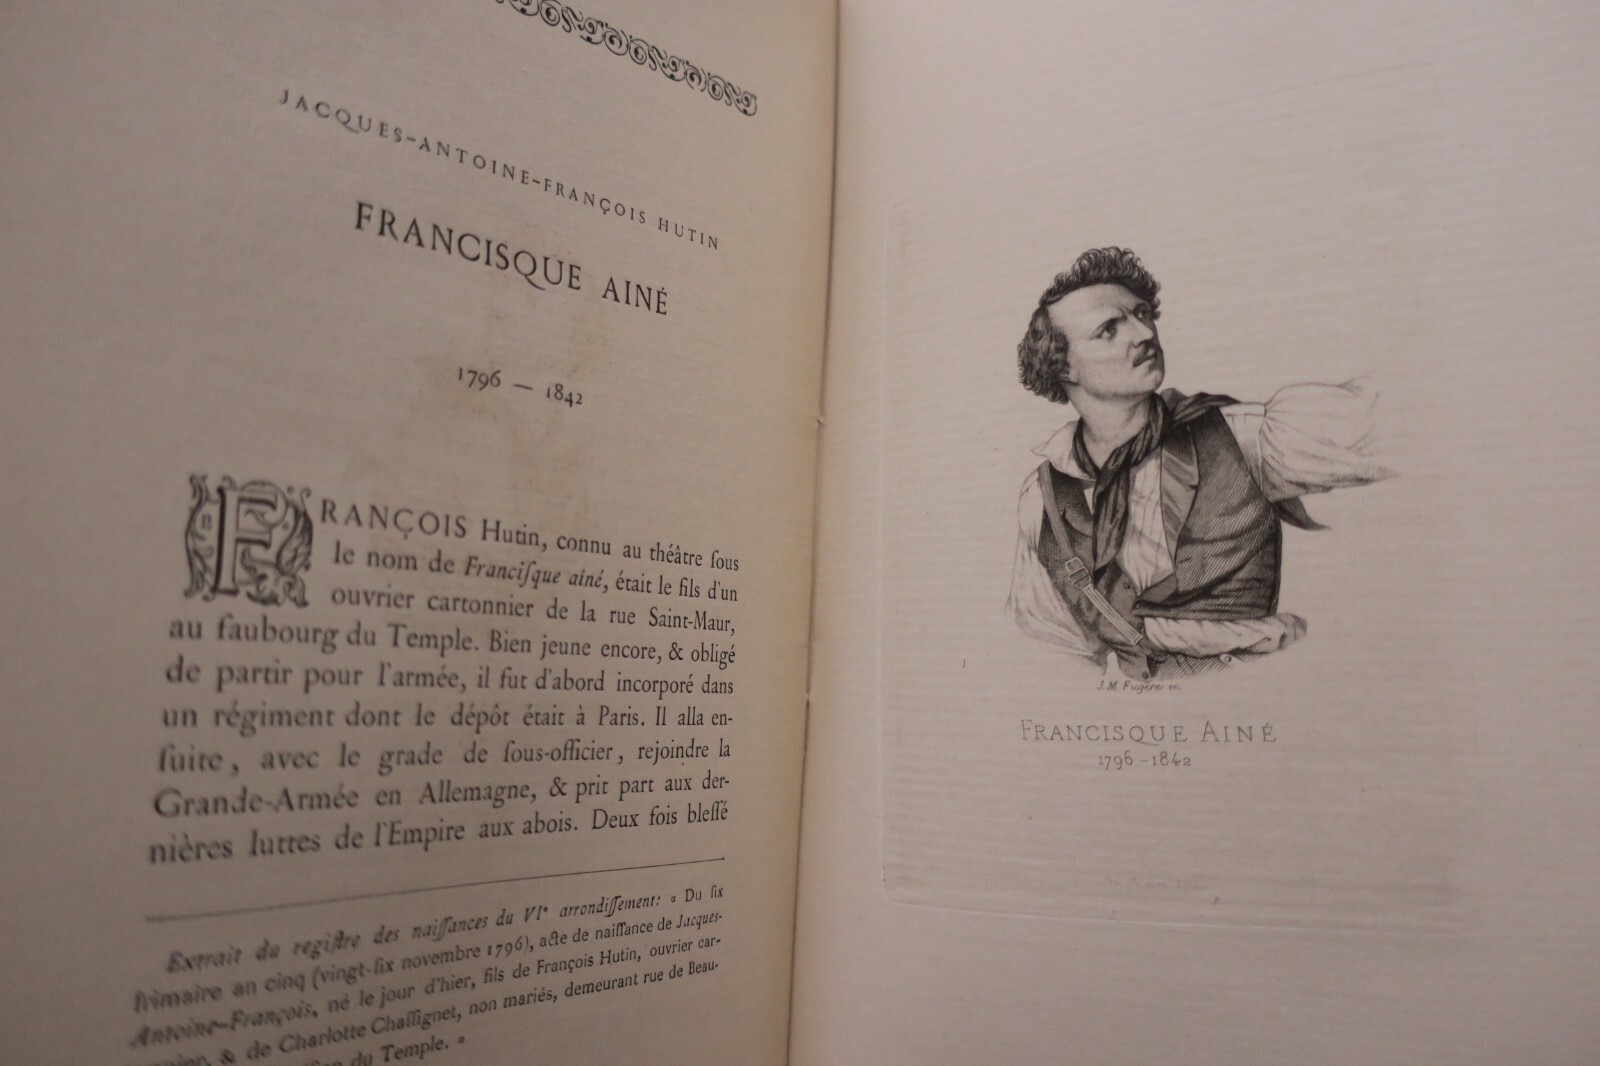 JACQUES-ANTOINE-FRANÇOIS HUTIN
FRANCISQUE AINÉ
1796 — 1842
FRANÇOIS Hutin, connu au théâtre ſous
le nom de Franciſque aîné, était le fils d'un
ouvrier cartonnier de la rue Saint-Maur,
au faubourg du Temple. Bien jeune encore, & obligé
de partir pour l'armée, il fut d'abord incorporé dans
un régiment dont le dépôt était à Paris. Il alla en-
ſuite, avec le grade de ſous-officier, rejoindre la
Grande-Armée en Allemagne, & prit part aux der-
nières luttes de l'Empire aux abois. Deux fois bleſſé
Extrait du regiſtre des naiſſances du VIe arrondiſſement: « Du ſix
frimaire an cinq (vingt-ſix novembre 1796), acte de naiſſance de Jacques-
Antoine-François, né le jour d'hier, fils de François Hutin, ouvrier car-
& de Charlotte Chaſſignet, non mariés, demeurant rue de Beau-
du Temple. »
J. M. Fugère sc.
FRANCISQUE AINÉ
1796-1842